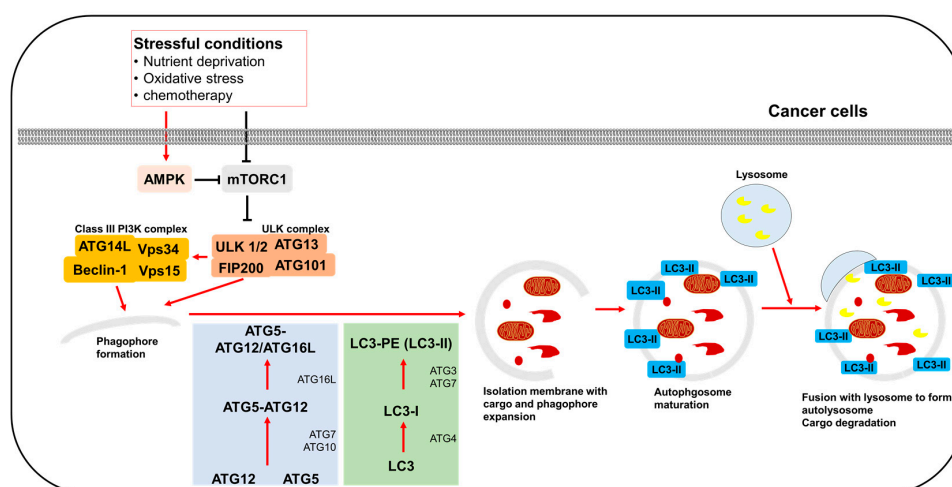 Stressful conditions
• Nutrient deprivation
• Oxidative stress
• chemotherapy
Cancer cells
AMPK
mTORC1
Lysosome
Class III PI3K complex
ATG14L
Vps34
Beclin-1
Vps15
ULK complex
ULK 1/2
ATG13
FIP200
ATG101
Phagophore
formation
ATG5-
ATG12/ATG16L
ATG16L
ATG5-ATG12
ATG7
ATG10
ATG12
ATG5
LC3-PE (LC3-II)
ATG3
ATG7
LC3-I
ATG4
LC3
Isolation membrane with
cargo and phagophore
expansion
LC3-II
LC3-II
LC3-II
LC3-II
LC3-II
Autophgosome
maturation
LC3-II
LC3-II
LC3-II
LC3-II
LC3-II
Fusion with lysosome to form
autolysosome
Cargo degradation